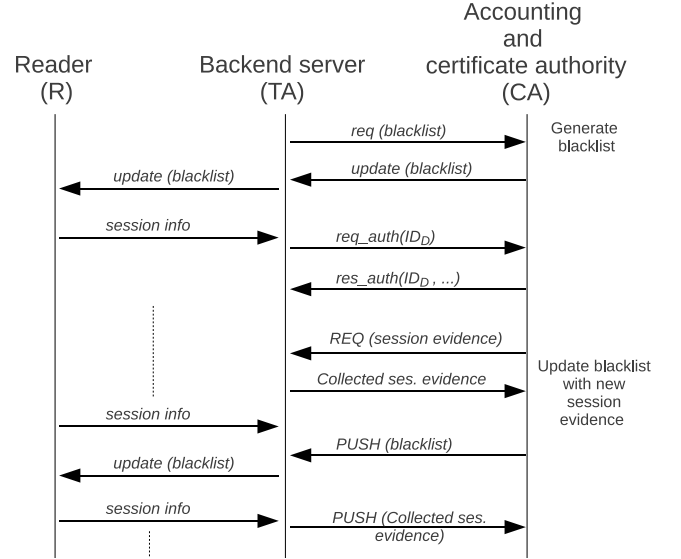 Accounting
and
Reader
Backend server
certificate authority
(R)
(TA)
(CA)
req (blacklist)
Generate
blacklist
update (blacklist)
update (blacklist)
session info
req_auth(ID_D)
res_auth(ID_D , ...)
REQ (session evidence)
Update blacklist
with new
session
evidence
Collected ses. evidence
session info
PUSH (blacklist)
update (blacklist)
session info
PUSH (Collected ses.
evidence)